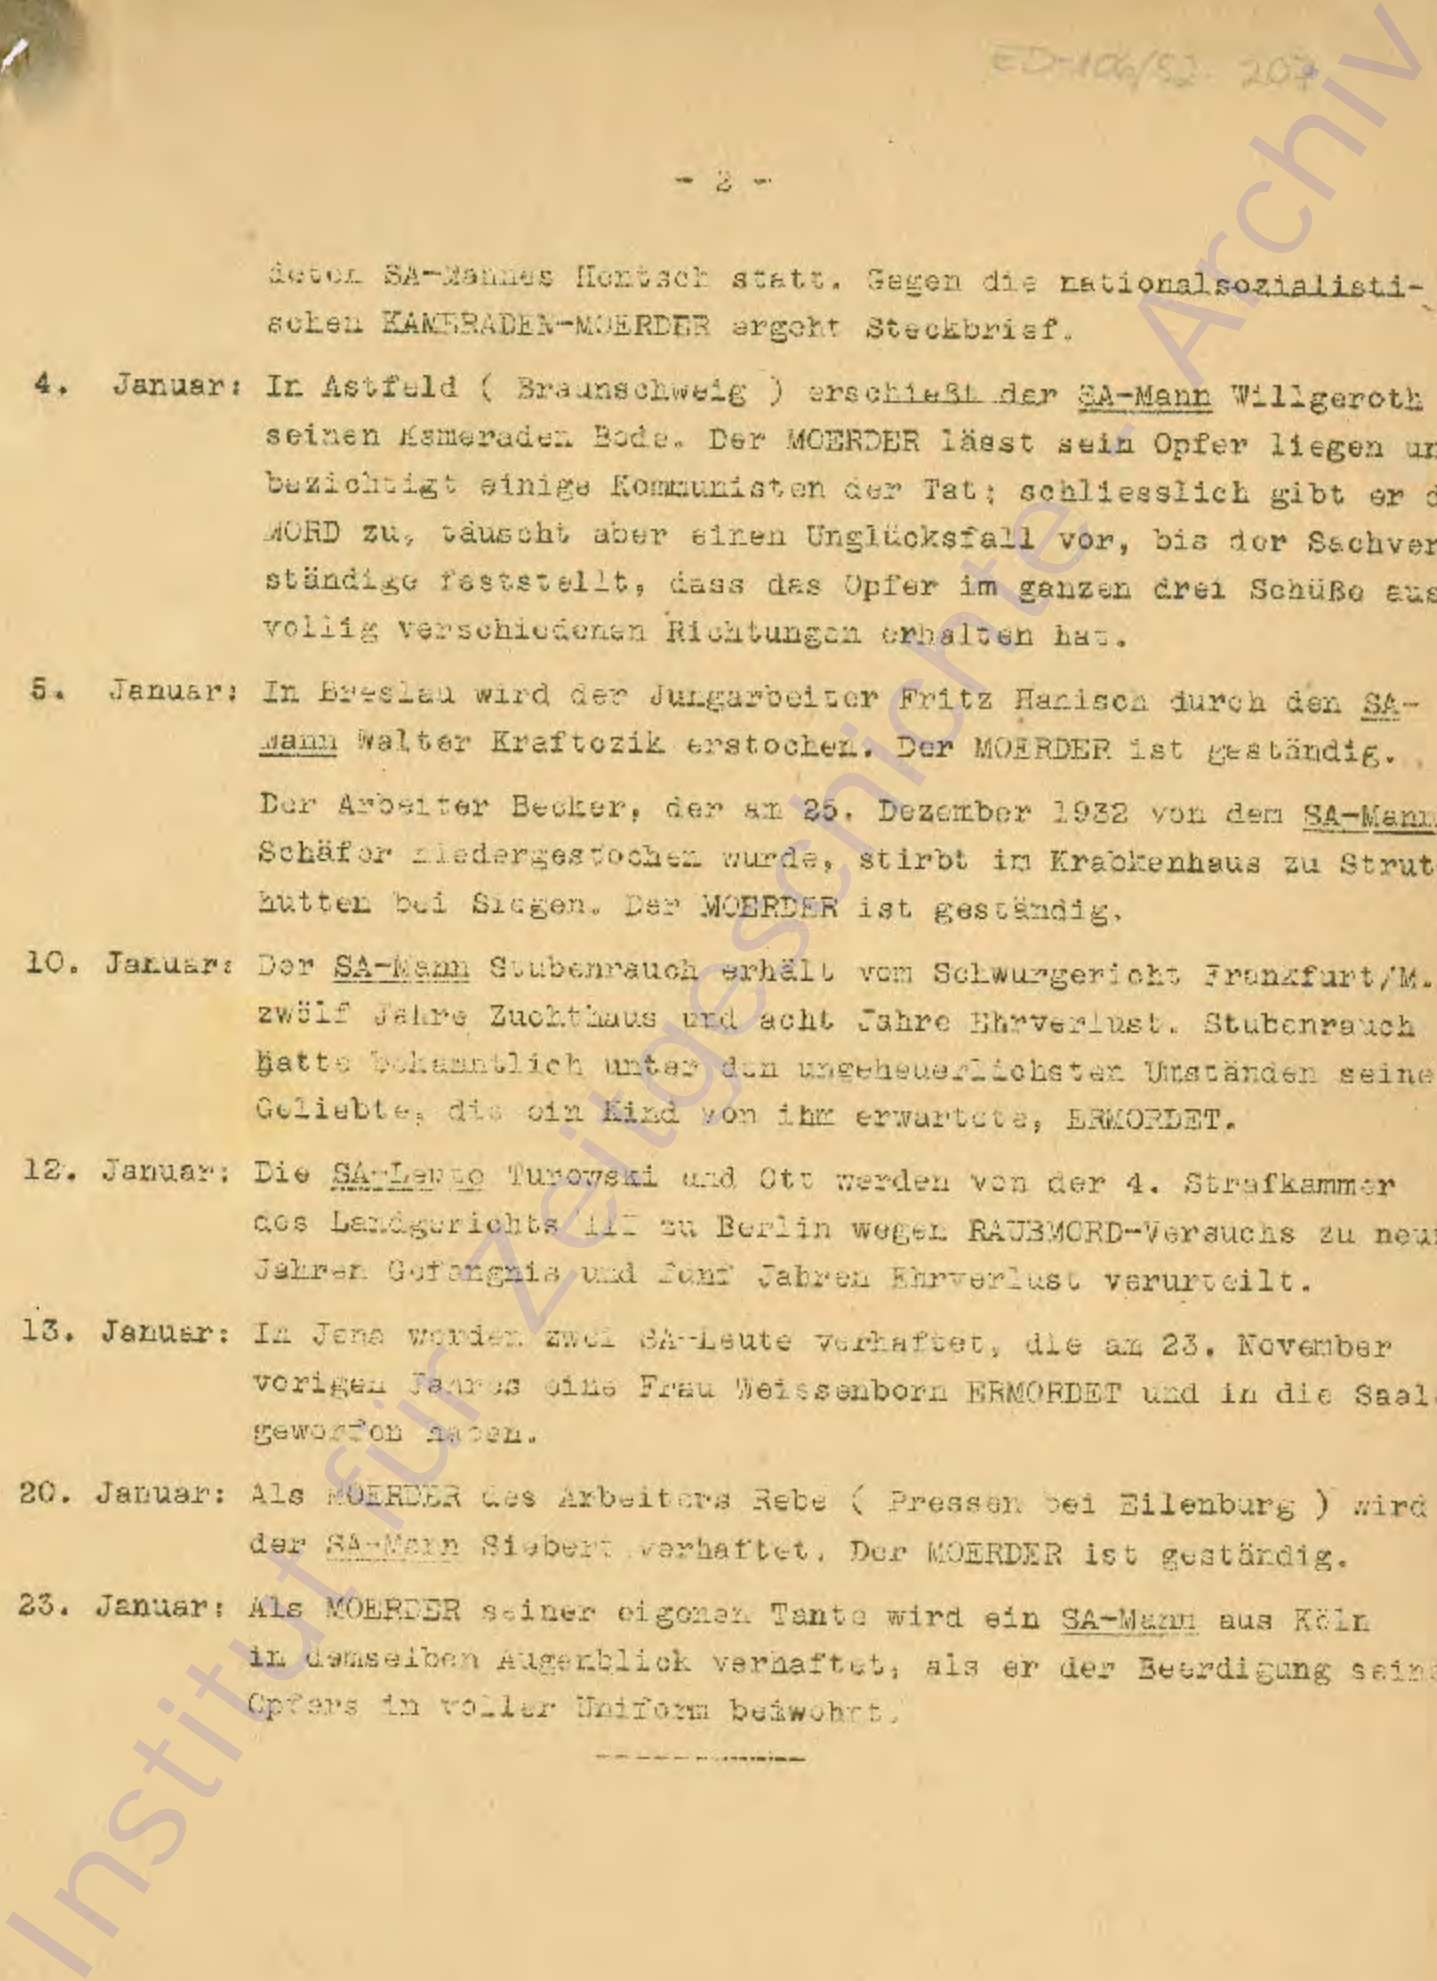 ED-106/52- 207
- 2 -
deten SA-Mannes Hentsch statt. Gegen die nationalsozialisti-
schen KAMERADEN-MOERDER ergeht Steckbrief.
4. Januar: In Astfeld ( Braunschweig ) erschießt der SA-Mann Willgeroth
seinen Kameraden Bode. Der MOERDER lässt sein Opfer liegen un
bezichtigt einige Kommunisten der Tat; schliesslich gibt er d
MORD zu, täuscht aber einen Unglücksfall vor, bis der Sachver
ständige feststellt, dass das Opfer im ganzen drei Schüße aus
vollig verschiedenen Richtungen erhalten hat.
5. Januar: In Breslau wird der Jungarbeiter Fritz Hanisch durch den SA-
Mann Walter Kraftozik erstochen. Der MOERDER ist geständig.
Der Arbeiter Becker, der am 25. Dezember 1932 von dem SA-Mann
Schäfer niedergestochen wurde, stirbt im Krabkenhaus zu Strut
hutten bei Siegen. Der MOERDER ist geständig.
10. Januar: Der SA-Mann Stubenrauch erhält vom Schwurgericht Frankfurt/M.
zwölf Jahre Zuchthaus und acht Jahre Ehrverlust. Stubenrauch
hatte bekanntlich unter den ungeheuerlichsten Umständen seine
Geliebte, die ein Kind von ihm erwartete, ERMORDET.
12. Januar: Die SA-Leute Turowski und Ott werden von der 4. Strafkammer
des Landgerichts III zu Berlin wegen RAUBMORD-Versuchs zu neun
Jahren Gefangnis und funf Jahren Ehrverlust verurteilt.
13. Januar: In Jena werden zwei SA-Leute verhaftet, die am 23. November
vorigen Jahres eine Frau Weissenborn ERMORDET und in die Saal
geworfen haben.
20. Januar: Als MOERDER des Arbeiters Rebe ( Pressen bei Eilenburg ) wird
der SA-Mann Siebert verhaftet. Der MOERDER ist geständig.
23. Januar: Als MOERDER seiner eigenen Tante wird ein SA-Mann aus Köln
in demselben Augenblick verhaftet, als er der Beerdigung seine
Opfers in voller Uniform beiwohnt.
Institut für Zeitgeschichte - Archiv